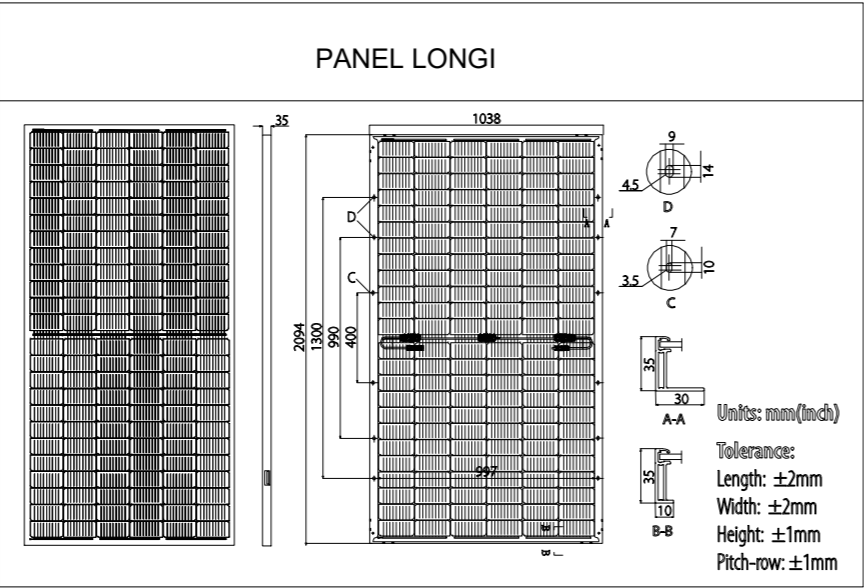 PANEL LONGI
35
1038
9
14
4.5
D
D
7
10
3.5
C
C
A
A
2094
1300
990
400
35
30
A-A
Units: mm(inch)
Tolerance:
Length: ±2mm
997
35
Width: ±2mm
10
B-B
Height: ±1mm
B
B
Pitch-row: ±1mm